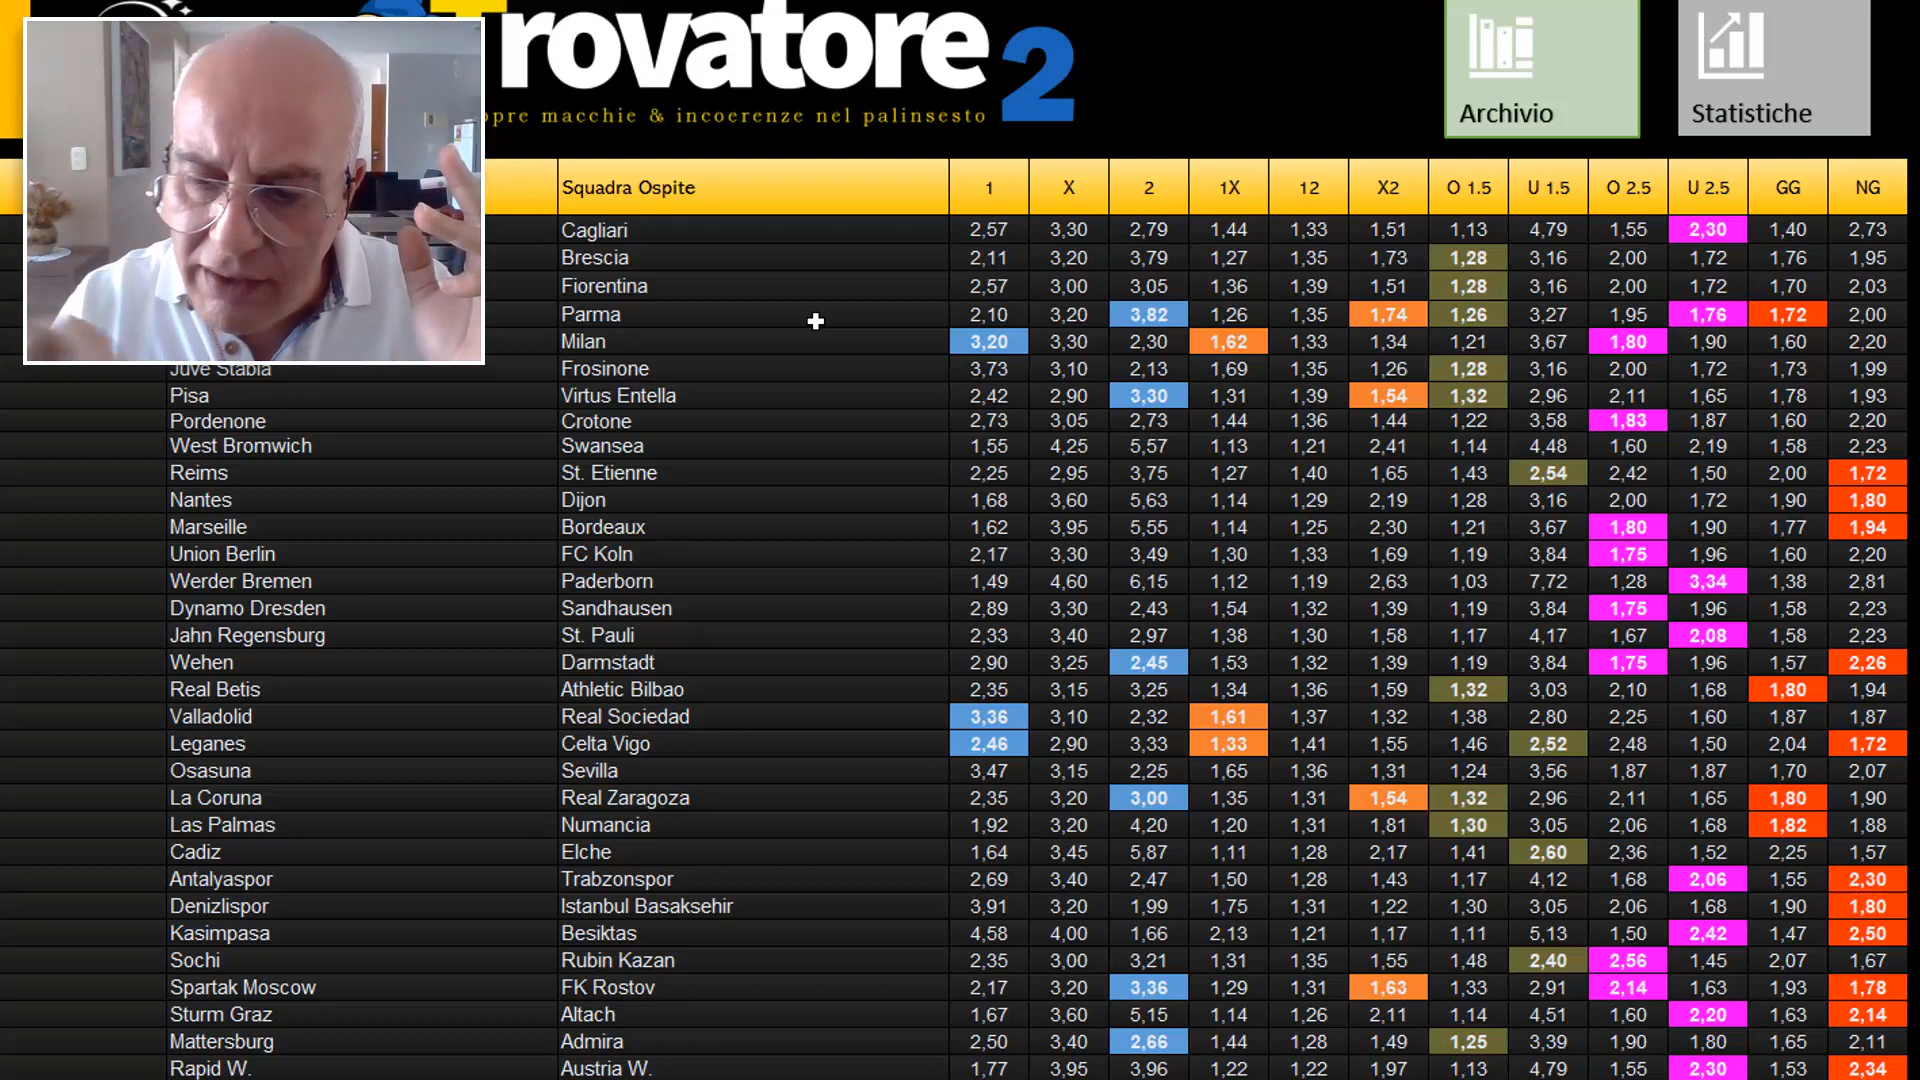 Trovatore 2
opre macchie & incoerenze nel palinsesto
Archivio
Statistiche
Squadra Ospite 1 X 2 1X 12 X2 O 1.5 U 1.5 O 2.5 U 2.5 GG NG
Cagliari 2,57 3,30 2,79 1,44 1,33 1,51 1,13 4,79 1,55 2,30 1,40 2,73
Brescia 2,11 3,20 3,79 1,27 1,35 1,73 1,28 3,16 2,00 1,72 1,76 1,95
Fiorentina 2,57 3,00 3,05 1,36 1,39 1,51 1,28 3,16 2,00 1,72 1,70 2,03
Parma 2,10 3,20 3,82 1,26 1,35 1,74 1,26 3,27 1,95 1,76 1,72 2,00
Milan 3,20 3,30 2,30 1,62 1,33 1,34 1,21 3,67 1,80 1,90 1,60 2,20
Juve Stabia Frosinone 3,73 3,10 2,13 1,69 1,35 1,26 1,28 3,16 2,00 1,72 1,73 1,99
Pisa Virtus Entella 2,42 2,90 3,30 1,31 1,39 1,54 1,32 2,96 2,11 1,65 1,78 1,93
Pordenone Crotone 2,73 3,05 2,73 1,44 1,36 1,44 1,22 3,58 1,83 1,87 1,60 2,20
West Bromwich Swansea 1,55 4,25 5,57 1,13 1,21 2,41 1,14 4,48 1,60 2,19 1,58 2,23
Reims St. Etienne 2,25 2,95 3,75 1,27 1,40 1,65 1,43 2,54 2,42 1,50 2,00 1,72
Nantes Dijon 1,68 3,60 5,63 1,14 1,29 2,19 1,28 3,16 2,00 1,72 1,90 1,80
Marseille Bordeaux 1,62 3,95 5,55 1,14 1,25 2,30 1,21 3,67 1,80 1,90 1,77 1,94
Union Berlin FC Koln 2,17 3,30 3,49 1,30 1,33 1,69 1,19 3,84 1,75 1,96 1,60 2,20
Werder Bremen Paderborn 1,49 4,60 6,15 1,12 1,19 2,63 1,03 7,72 1,28 3,34 1,38 2,81
Dynamo Dresden Sandhausen 2,89 3,30 2,43 1,54 1,32 1,39 1,19 3,84 1,75 1,96 1,58 2,23
Jahn Regensburg St. Pauli 2,33 3,40 2,97 1,38 1,30 1,58 1,17 4,17 1,67 2,08 1,58 2,23
Wehen Darmstadt 2,90 3,25 2,45 1,53 1,32 1,39 1,19 3,84 1,75 1,96 1,57 2,26
Real Betis Athletic Bilbao 2,35 3,15 3,25 1,34 1,36 1,59 1,32 3,03 2,10 1,68 1,80 1,94
Valladolid Real Sociedad 3,36 3,10 2,32 1,61 1,37 1,32 1,38 2,80 2,25 1,60 1,87 1,87
Leganes Celta Vigo 2,46 2,90 3,33 1,33 1,41 1,55 1,46 2,52 2,48 1,50 2,04 1,72
Osasuna Sevilla 3,47 3,15 2,25 1,65 1,36 1,31 1,24 3,56 1,87 1,87 1,70 2,07
La Coruna Real Zaragoza 2,35 3,20 3,00 1,35 1,31 1,54 1,32 2,96 2,11 1,65 1,80 1,90
Las Palmas Numancia 1,92 3,20 4,20 1,20 1,31 1,81 1,30 3,05 2,06 1,68 1,82 1,88
Cadiz Elche 1,64 3,45 5,87 1,11 1,28 2,17 1,41 2,60 2,36 1,52 2,25 1,57
Antalyaspor Trabzonspor 2,69 3,40 2,47 1,50 1,28 1,43 1,17 4,12 1,68 2,06 1,55 2,30
Denizlispor Istanbul Basaksehir 3,91 3,20 1,99 1,75 1,31 1,22 1,30 3,05 2,06 1,68 1,90 1,80
Kasimpasa Besiktas 4,58 4,00 1,66 2,13 1,21 1,17 1,11 5,13 1,50 2,42 1,47 2,50
Sochi Rubin Kazan 2,35 3,00 3,21 1,31 1,35 1,55 1,48 2,40 2,56 1,45 2,07 1,67
Spartak Moscow FK Rostov 2,17 3,20 3,36 1,29 1,31 1,63 1,33 2,91 2,14 1,63 1,93 1,78
Sturm Graz Altach 1,67 3,60 5,15 1,14 1,26 2,11 1,14 4,51 1,60 2,20 1,63 2,14
Mattersburg Admira 2,50 3,40 2,66 1,44 1,28 1,49 1,25 3,39 1,90 1,80 1,65 2,11
Rapid W. Austria W. 1,77 3,95 3,96 1,22 1,22 1,97 1,13 4,79 1,55 2,30 1,53 2,34